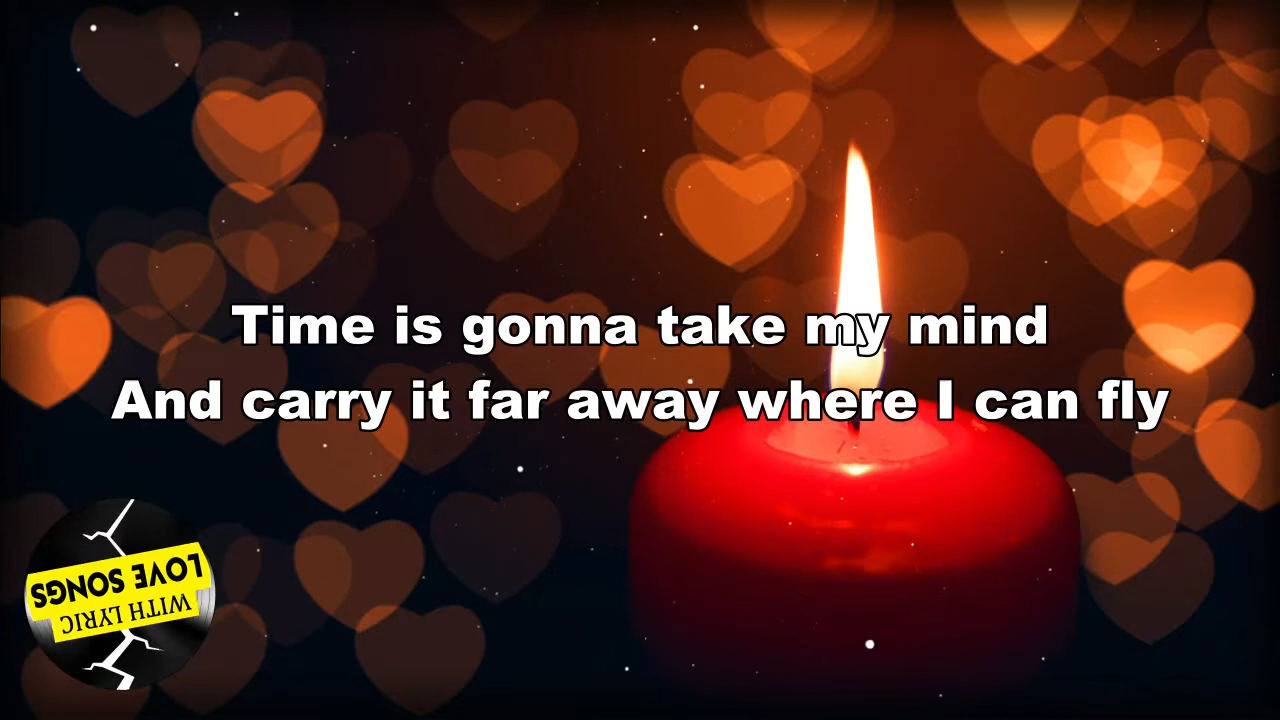 Time is gonna take my mind
And carry it far away where I can fly
LOVE SONGS
WITH LYRIC